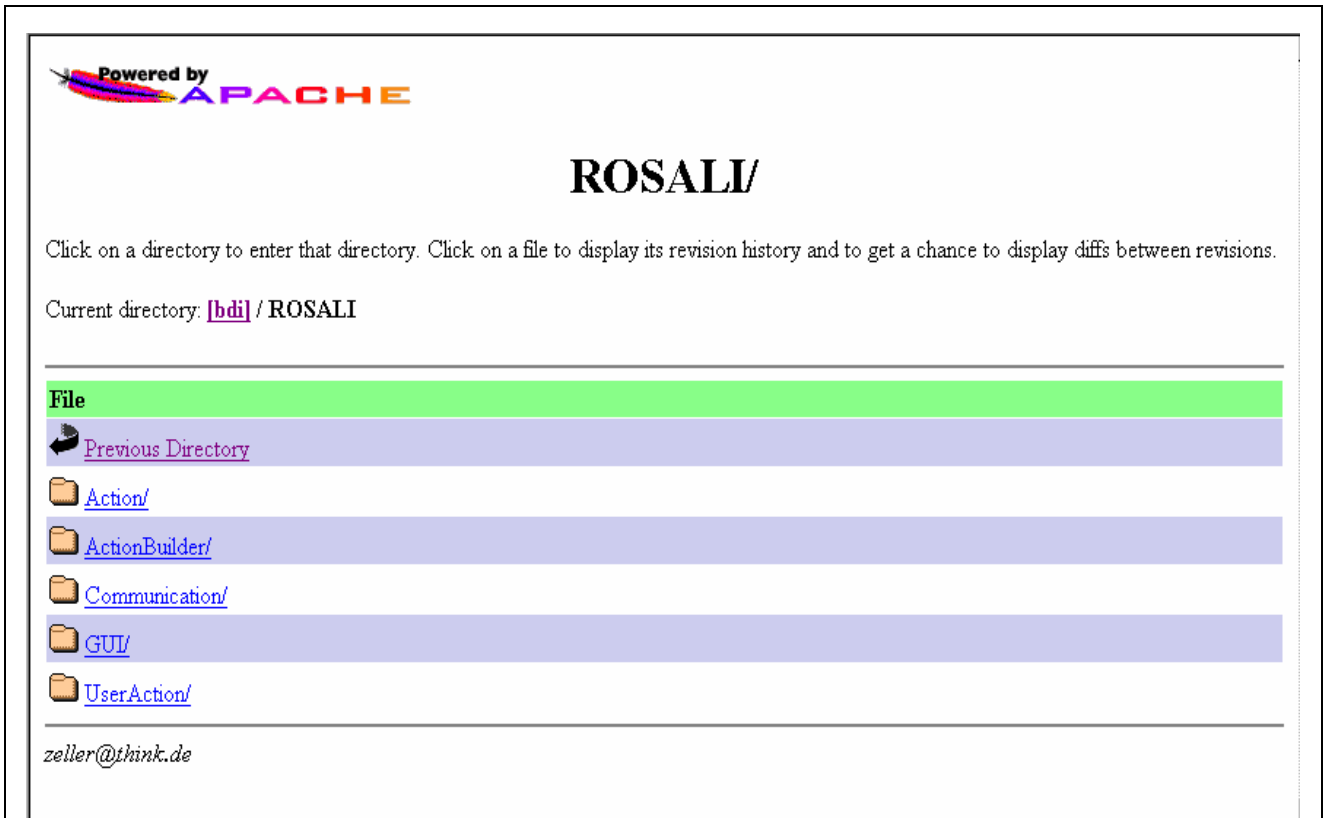 Powered by
APACHE
ROSALI/
Click on a directory to enter that directory. Click on a file to display its revision history and to get a chance to display diffs between revisions.
Current directory: [bdi] / ROSALI
File
Previous Directory
Action/
ActionBuilder/
Communication/
GUI/
UserAction/
zeller@think.de